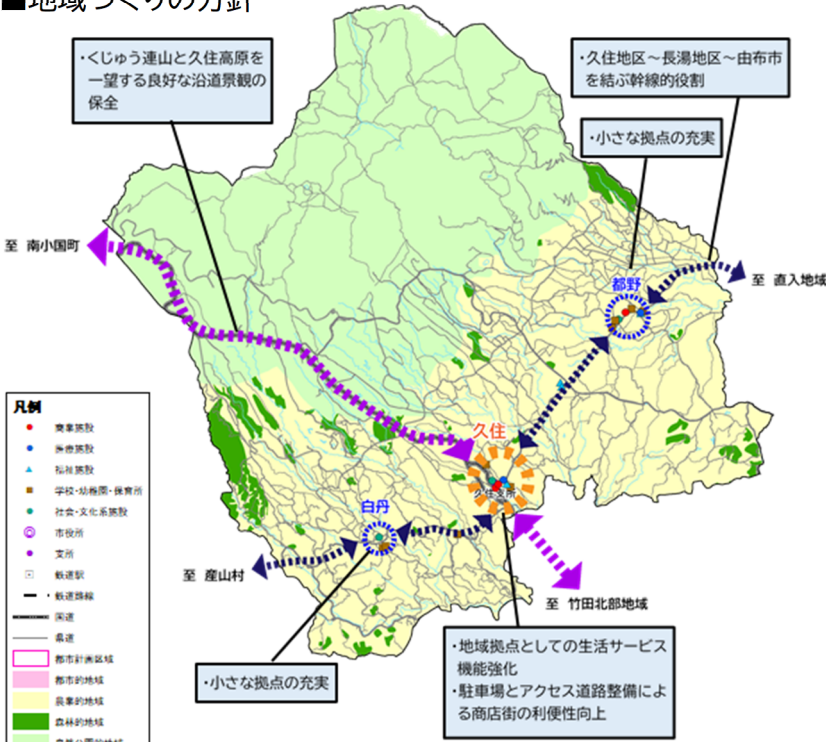 ■地域づくりの方針
・くじゅう連山と久住高原を
一望する良好な沿道景観の
保全
・久住地区～長湯地区～由布市
を結ぶ幹線的役割
・小さな拠点の充実
至 南小国町
都野
至 直入地域
久住
久住支所
白丹
至 産山村
至 竹田北部地域
・小さな拠点の充実
・地域拠点としての生活サービス
機能強化
・駐車場とアクセス道路整備によ
る商店街の利便性向上
凡例
商業施設
医療施設
福祉施設
学校・幼稚園・保育所
社会・文化系施設
市役所
支所
鉄道駅
鉄道路線
国道
県道
都市計画区域
都市的地域
農業的地域
森林的地域